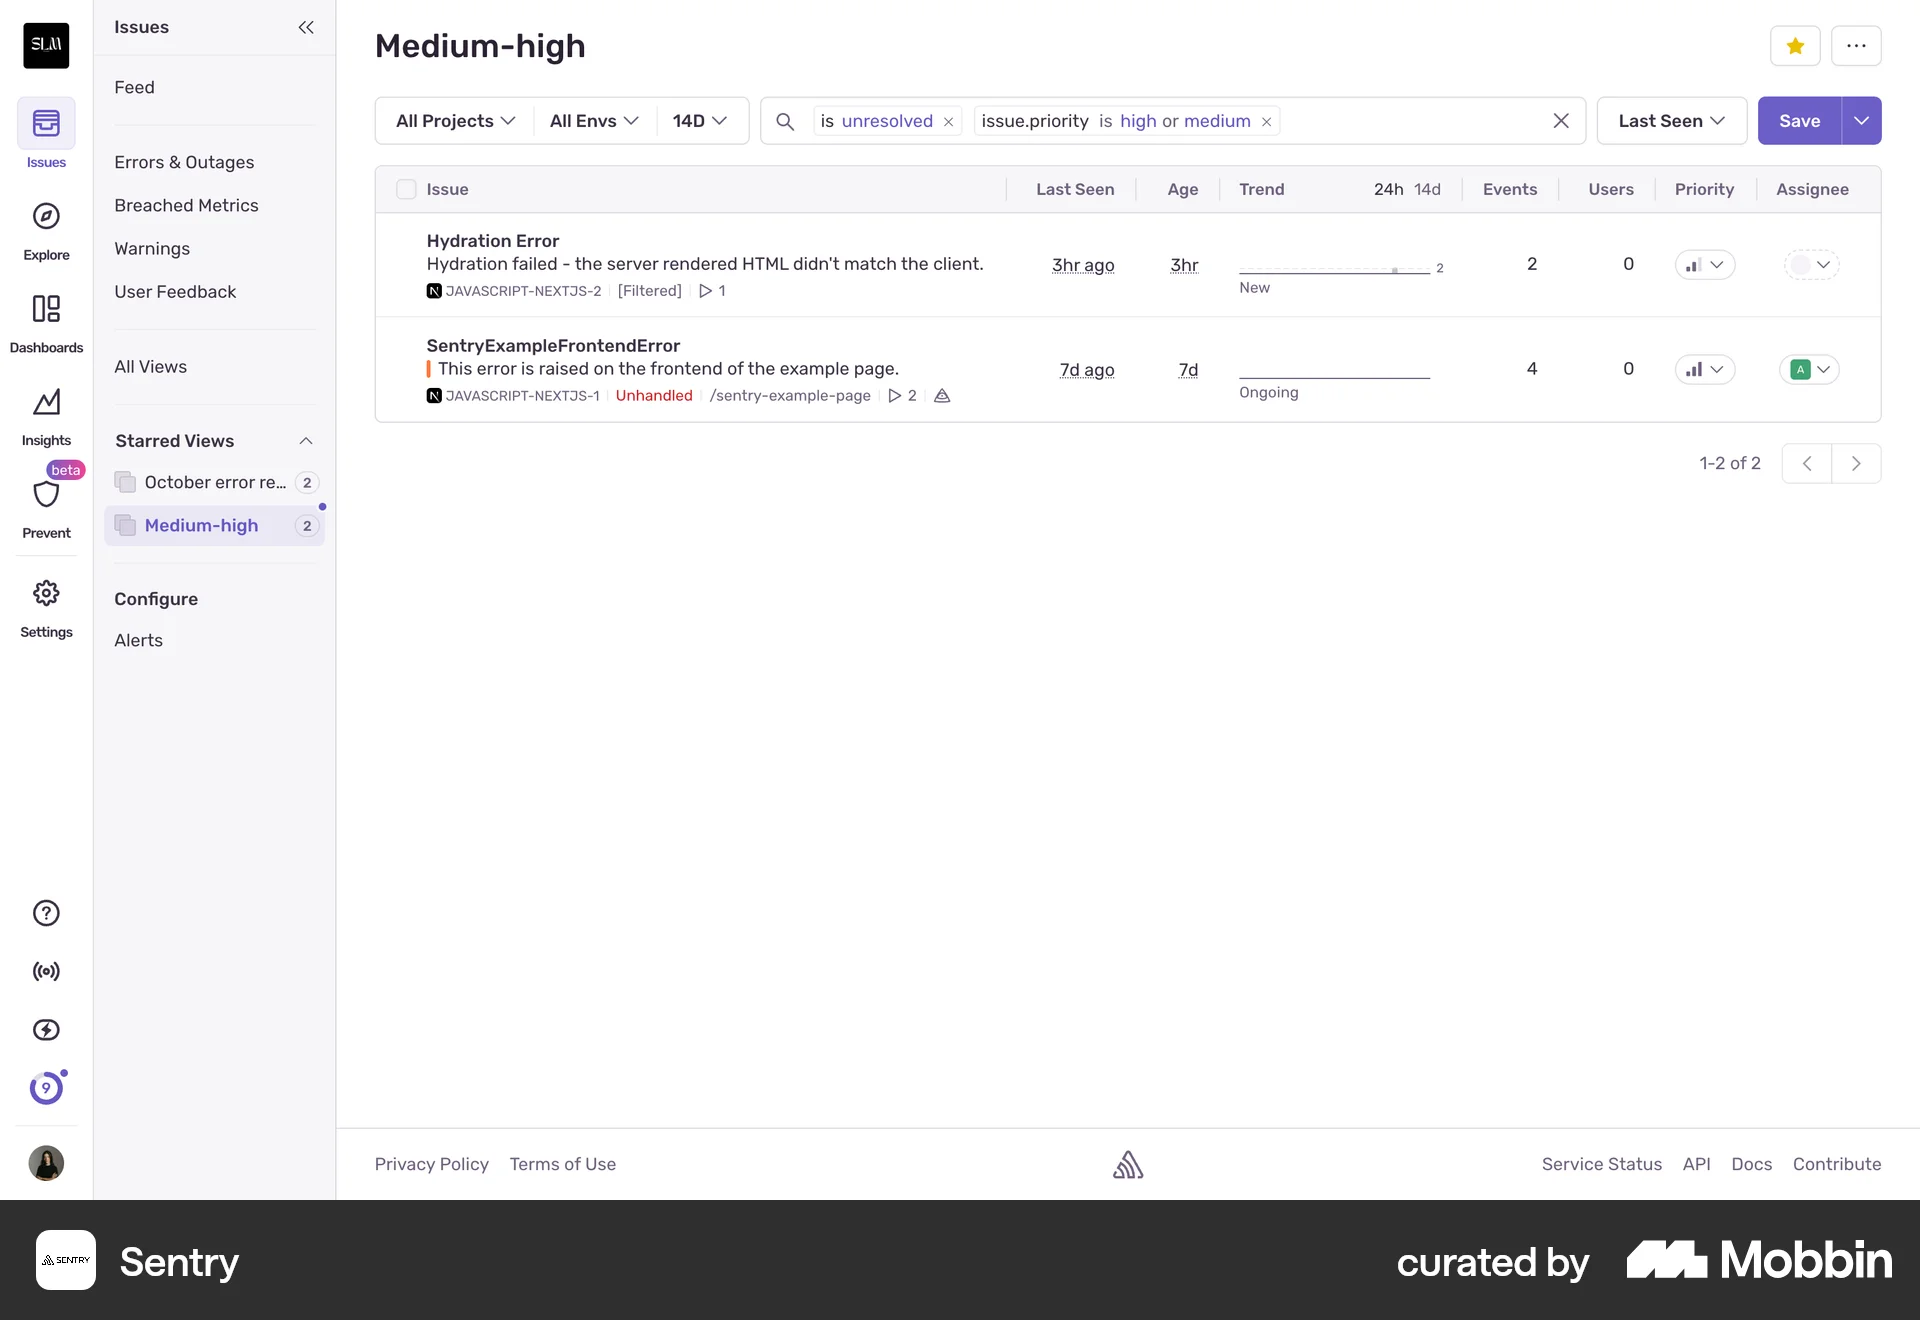 SLM
Issues
Explore
Dashboards
Insights
beta
Prevent
Settings
9
Issues
Feed
Errors & Outages
Breached Metrics
Warnings
User Feedback
All Views
Starred Views
October error re... 2
Medium-high 2
Configure
Alerts
Medium-high
All Projects All Envs 14D is unresolved issue.priority is high or medium Last Seen Save
Issue Last Seen Age Trend 24h 14d Events Users Priority Assignee
Hydration Error
Hydration failed - the server rendered HTML didn't match the client.
3hr ago 3hr 2 2 0
New
N JAVASCRIPT-NEXTJS-2 [Filtered] 1
SentryExampleFrontendError
This error is raised on the frontend of the example page.
7d ago 7d 4 0 A
Ongoing
N JAVASCRIPT-NEXTJS-1 Unhandled /sentry-example-page 2
1-2 of 2
Privacy Policy Terms of Use Service Status API Docs Contribute
SENTRY Sentry curated by Mobbin